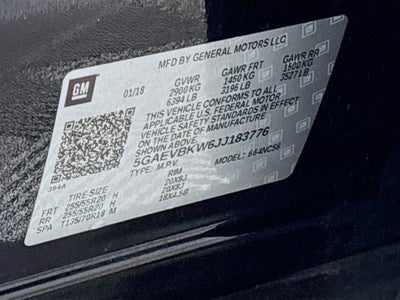 GM
MFD BY GENERAL MOTORS LLC
01/18 GVWR GAWR FRT GAWR RR
2900 KG 1450 KG 1600 KG
6394 LB 3196 LB 3527 LB
THIS VEHICLE CONFORMS TO ALL
APPLICABLE U.S. FEDERAL MOTOR
VEHICLE SAFETY STANDARDS IN EFFECT
ON THE DATE OF MANUFACTURE
SHOWN ABOVE.
5GAEVBKW6JJ183776
TYPE: M.P.V. MODEL: 664NC56
384A
TIRE SIZE RIM
FRT 255/55R20 H 20X8J
RR 255/55R20 H 20X8J
SPA T135/70R18 M 18X4.5B